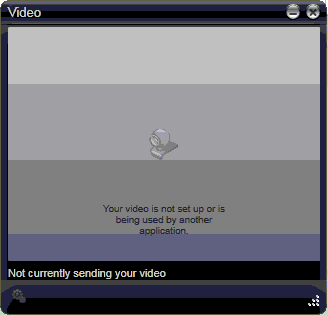 Video
Your video is not set up or is
being used by another
application.
Not currently sending your video